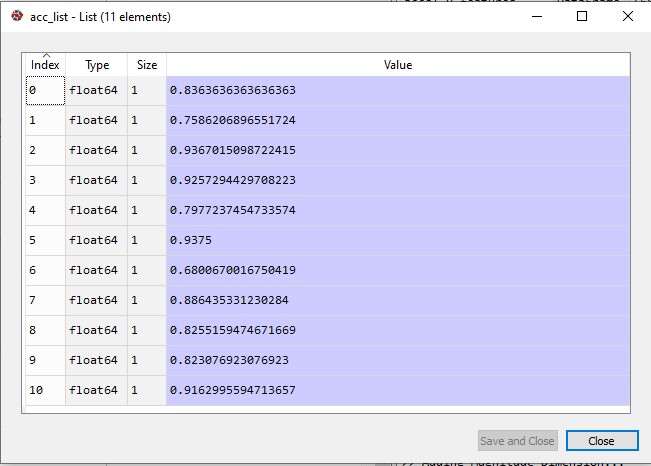 acc_list - List (11 elements)
Index Type Size Value
0 float64 1 0.8363636363636363
1 float64 1 0.7586206896551724
2 float64 1 0.9367015098722415
3 float64 1 0.9257294429708223
4 float64 1 0.7977237454733574
5 float64 1 0.9375
6 float64 1 0.6800670016750419
7 float64 1 0.886435331230284
8 float64 1 0.8255159474671669
9 float64 1 0.823076923076923
10 float64 1 0.9162995594713657
Save and Close Close